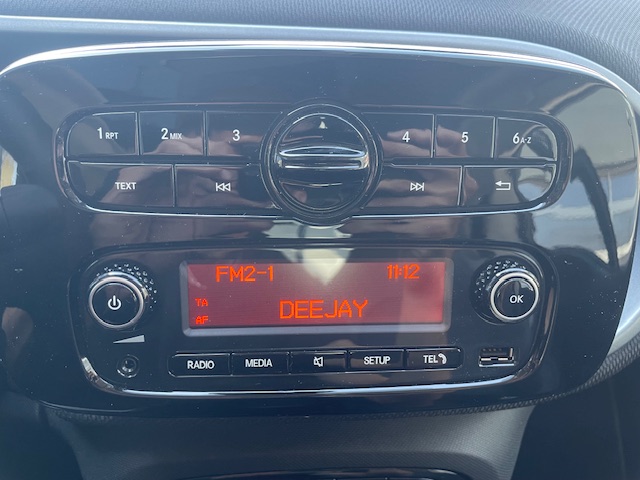 1 RPT 2 MIX 3 4 5 6 A-Z
TEXT
FM2-1 11:12
TA
DEEJAY
AF
OK
RADIO MEDIA SETUP TEL